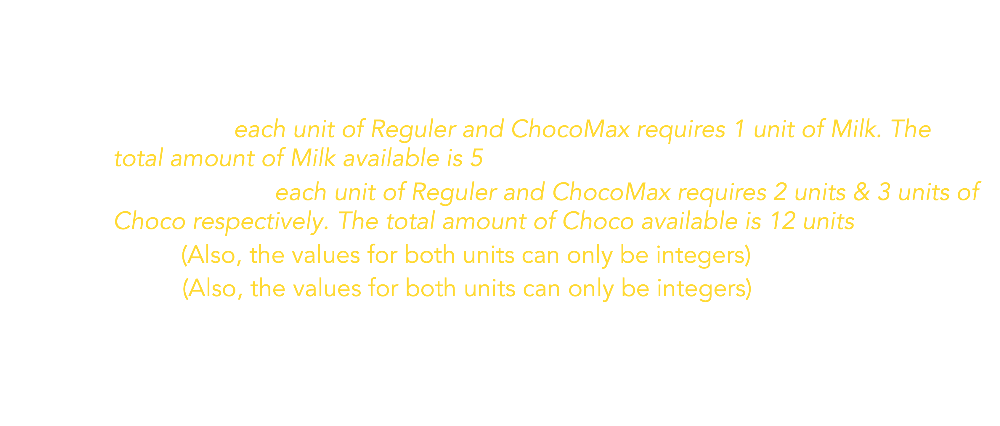 each unit of Reguler and ChocoMax requires 1 unit of Milk. The
total amount of Milk available is 5
each unit of Reguler and ChocoMax requires 2 units & 3 units of
Choco respectively. The total amount of Choco available is 12 units
(Also, the values for both units can only be integers)
(Also, the values for both units can only be integers)